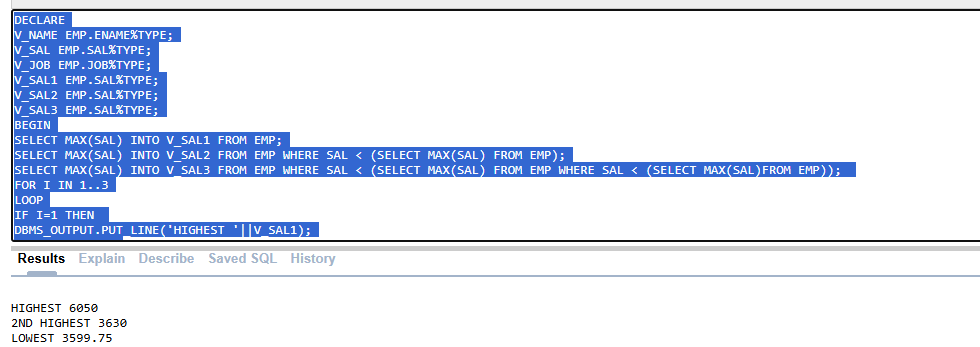 DECLARE
V_NAME EMP.ENAME%TYPE;
V_SAL EMP.SAL%TYPE;
V_JOB EMP.JOB%TYPE;
V_SAL1 EMP.SAL%TYPE;
V_SAL2 EMP.SAL%TYPE;
V_SAL3 EMP.SAL%TYPE;
BEGIN
SELECT MAX(SAL) INTO V_SAL1 FROM EMP;
SELECT MAX(SAL) INTO V_SAL2 FROM EMP WHERE SAL < (SELECT MAX(SAL) FROM EMP);
SELECT MAX(SAL) INTO V_SAL3 FROM EMP WHERE SAL < (SELECT MAX(SAL) FROM EMP WHERE SAL < (SELECT MAX(SAL)FROM EMP));
FOR I IN 1..3
LOOP
IF I=1 THEN
DBMS_OUTPUT.PUT_LINE('HIGHEST '||V_SAL1);
Results Explain Describe Saved SQL History
HIGHEST 6050
2ND HIGHEST 3630
LOWEST 3599.75